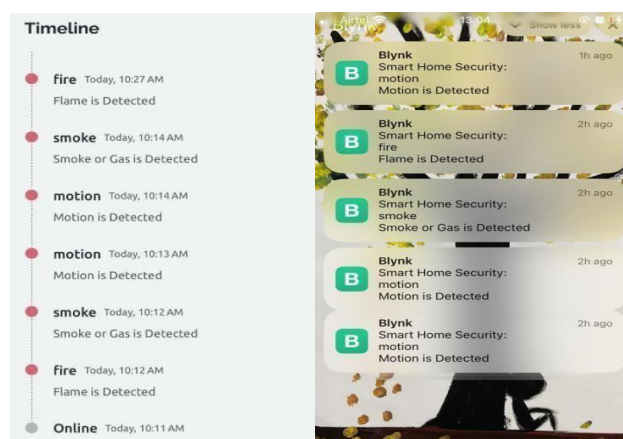 Timeline
fire Today, 10:27 AM
Flame is Detected
smoke Today, 10:14 AM
Smoke or Gas is Detected
motion Today, 10:14 AM
Motion is Detected
motion Today, 10:13 AM
Motion is Detected
smoke Today, 10:12 AM
Smoke or Gas is Detected
fire Today, 10:12 AM
Flame is Detected
Online Today, 10:11 AM
Airtel 13:04
Blynk Show less
B Blynk 1h ago
Smart Home Security:
motion
Motion is Detected
B Blynk 2h ago
Smart Home Security:
fire
Flame is Detected
B Blynk 2h ago
Smart Home Security:
smoke
Smoke or Gas is Detected
B Blynk 2h ago
Smart Home Security:
motion
Motion is Detected
B Blynk 2h ago
Smart Home Security:
motion
Motion is Detected